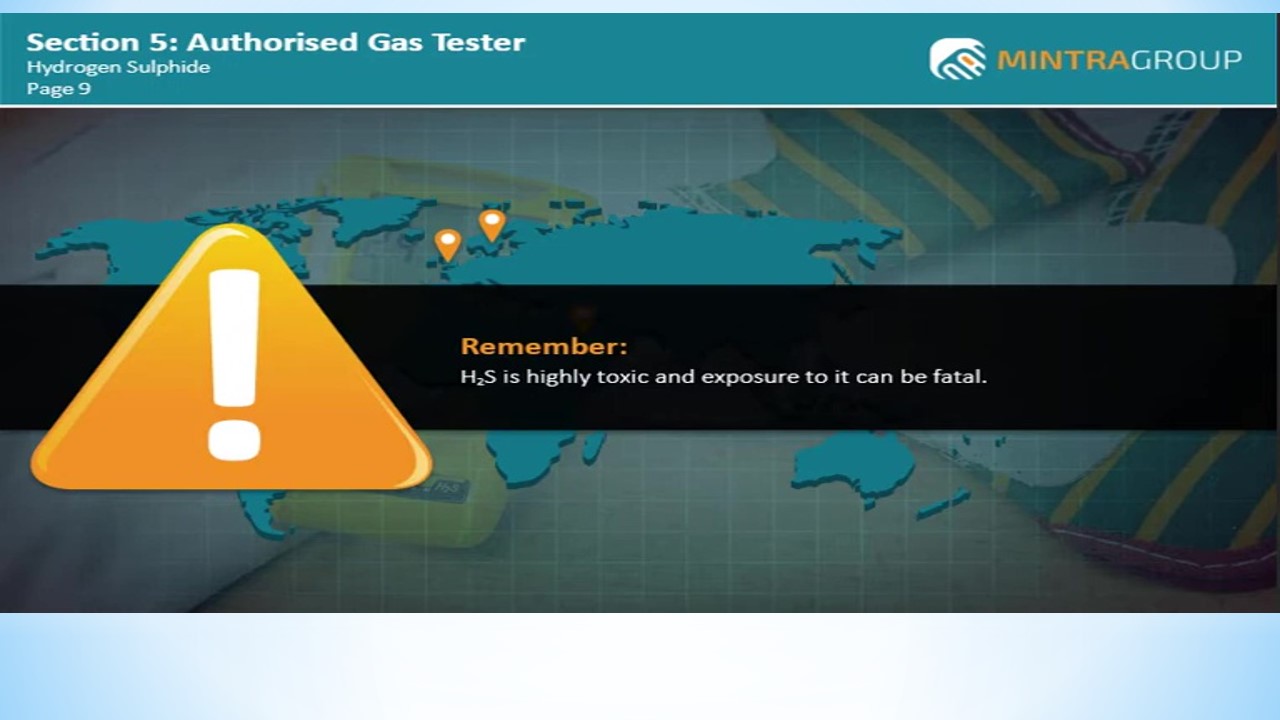 Section 5: Authorised Gas Tester
Hydrogen Sulphide
Page 9
MINTRAGROUP
Remember:
H₂S is highly toxic and exposure to it can be fatal.